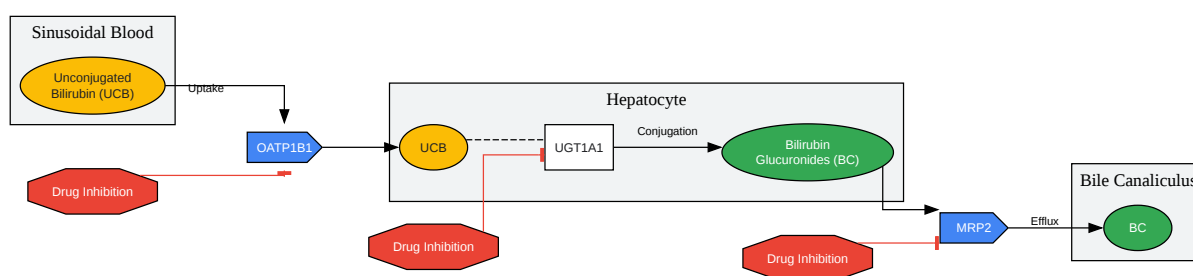 Sinusoidal Blood
Unconjugated
Bilirubin (UCB)
Uptake
OATP1B1
Drug Inhibition
Hepatocyte
UCB
UGT1A1
Conjugation
Bilirubin
Glucuronides (BC)
Drug Inhibition
MRP2
Drug Inhibition
Efflux
Bile Canaliculus
BC